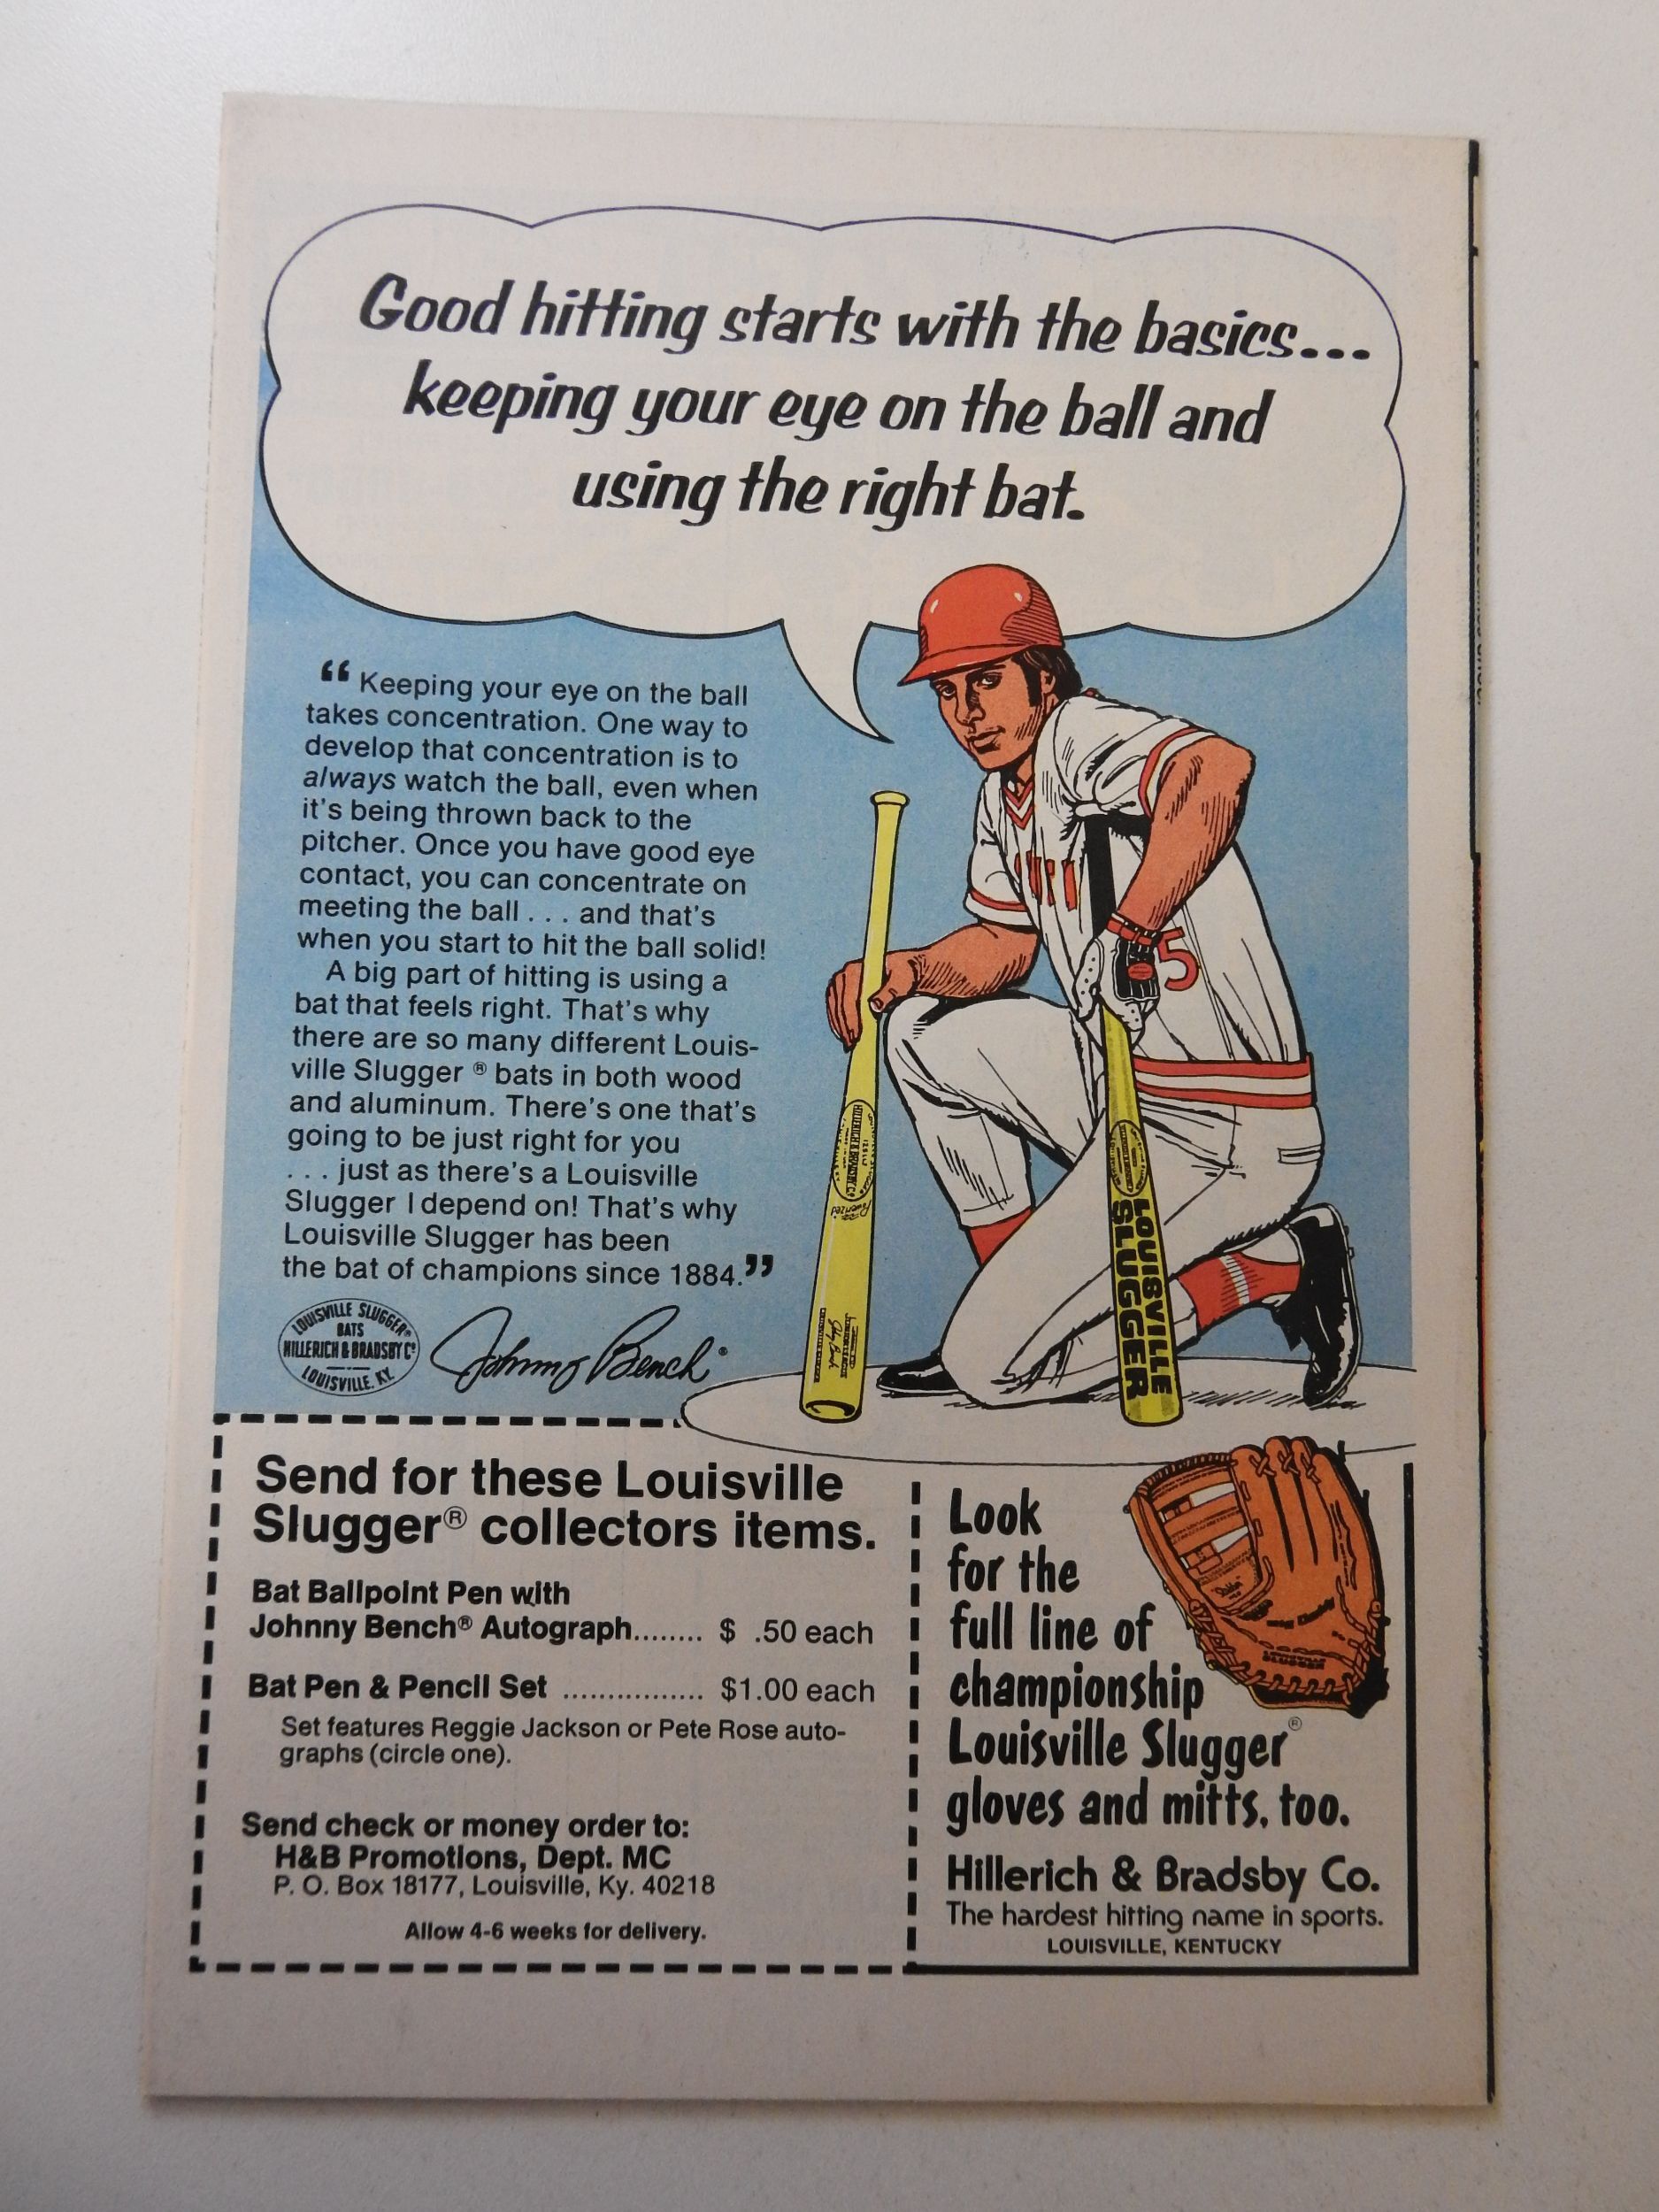 Good hitting starts with the basics...
keeping your eye on the ball and
using the right bat.
“ Keeping your eye on the ball
takes concentration. One way to
develop that concentration is to
always watch the ball, even when
it's being thrown back to the
pitcher. Once you have good eye
contact, you can concentrate on
meeting the ball . . . and that's
when you start to hit the ball solid!
A big part of hitting is using a
bat that feels right. That's why
there are so many different Louis-
ville Slugger ® bats in both wood
and aluminum. There's one that's
going to be just right for you
. . . just as there's a Louisville
Slugger I depend on! That's why
Louisville Slugger has been
the bat of champions since 1884.”
LOUISVILLE SLUGGER®
BATS
HILLERICH & BRADSBY Cº
LOUISVILLE, KY.
Johnny Bench®
5
HILLERICH & BRADSBY Cº
LOUISVILLE
SLUGGER
Send for these Louisville
Slugger® collectors items.
Bat Ballpoint Pen with
Johnny Bench® Autograph........ $ .50 each
Bat Pen & Pencil Set ................ $1.00 each
Set features Reggie Jackson or Pete Rose auto-
graphs (circle one).
Send check or money order to:
H&B Promotions, Dept. MC
P. O. Box 18177, Louisville, Ky. 40218
Allow 4-6 weeks for delivery.
Look
for the
full line of
championship
Louisville Slugger®
gloves and mitts, too.
LOUISVILLE
SLUGGER
Hillerich & Bradsby Co.
The hardest hitting name in sports.
LOUISVILLE, KENTUCKY